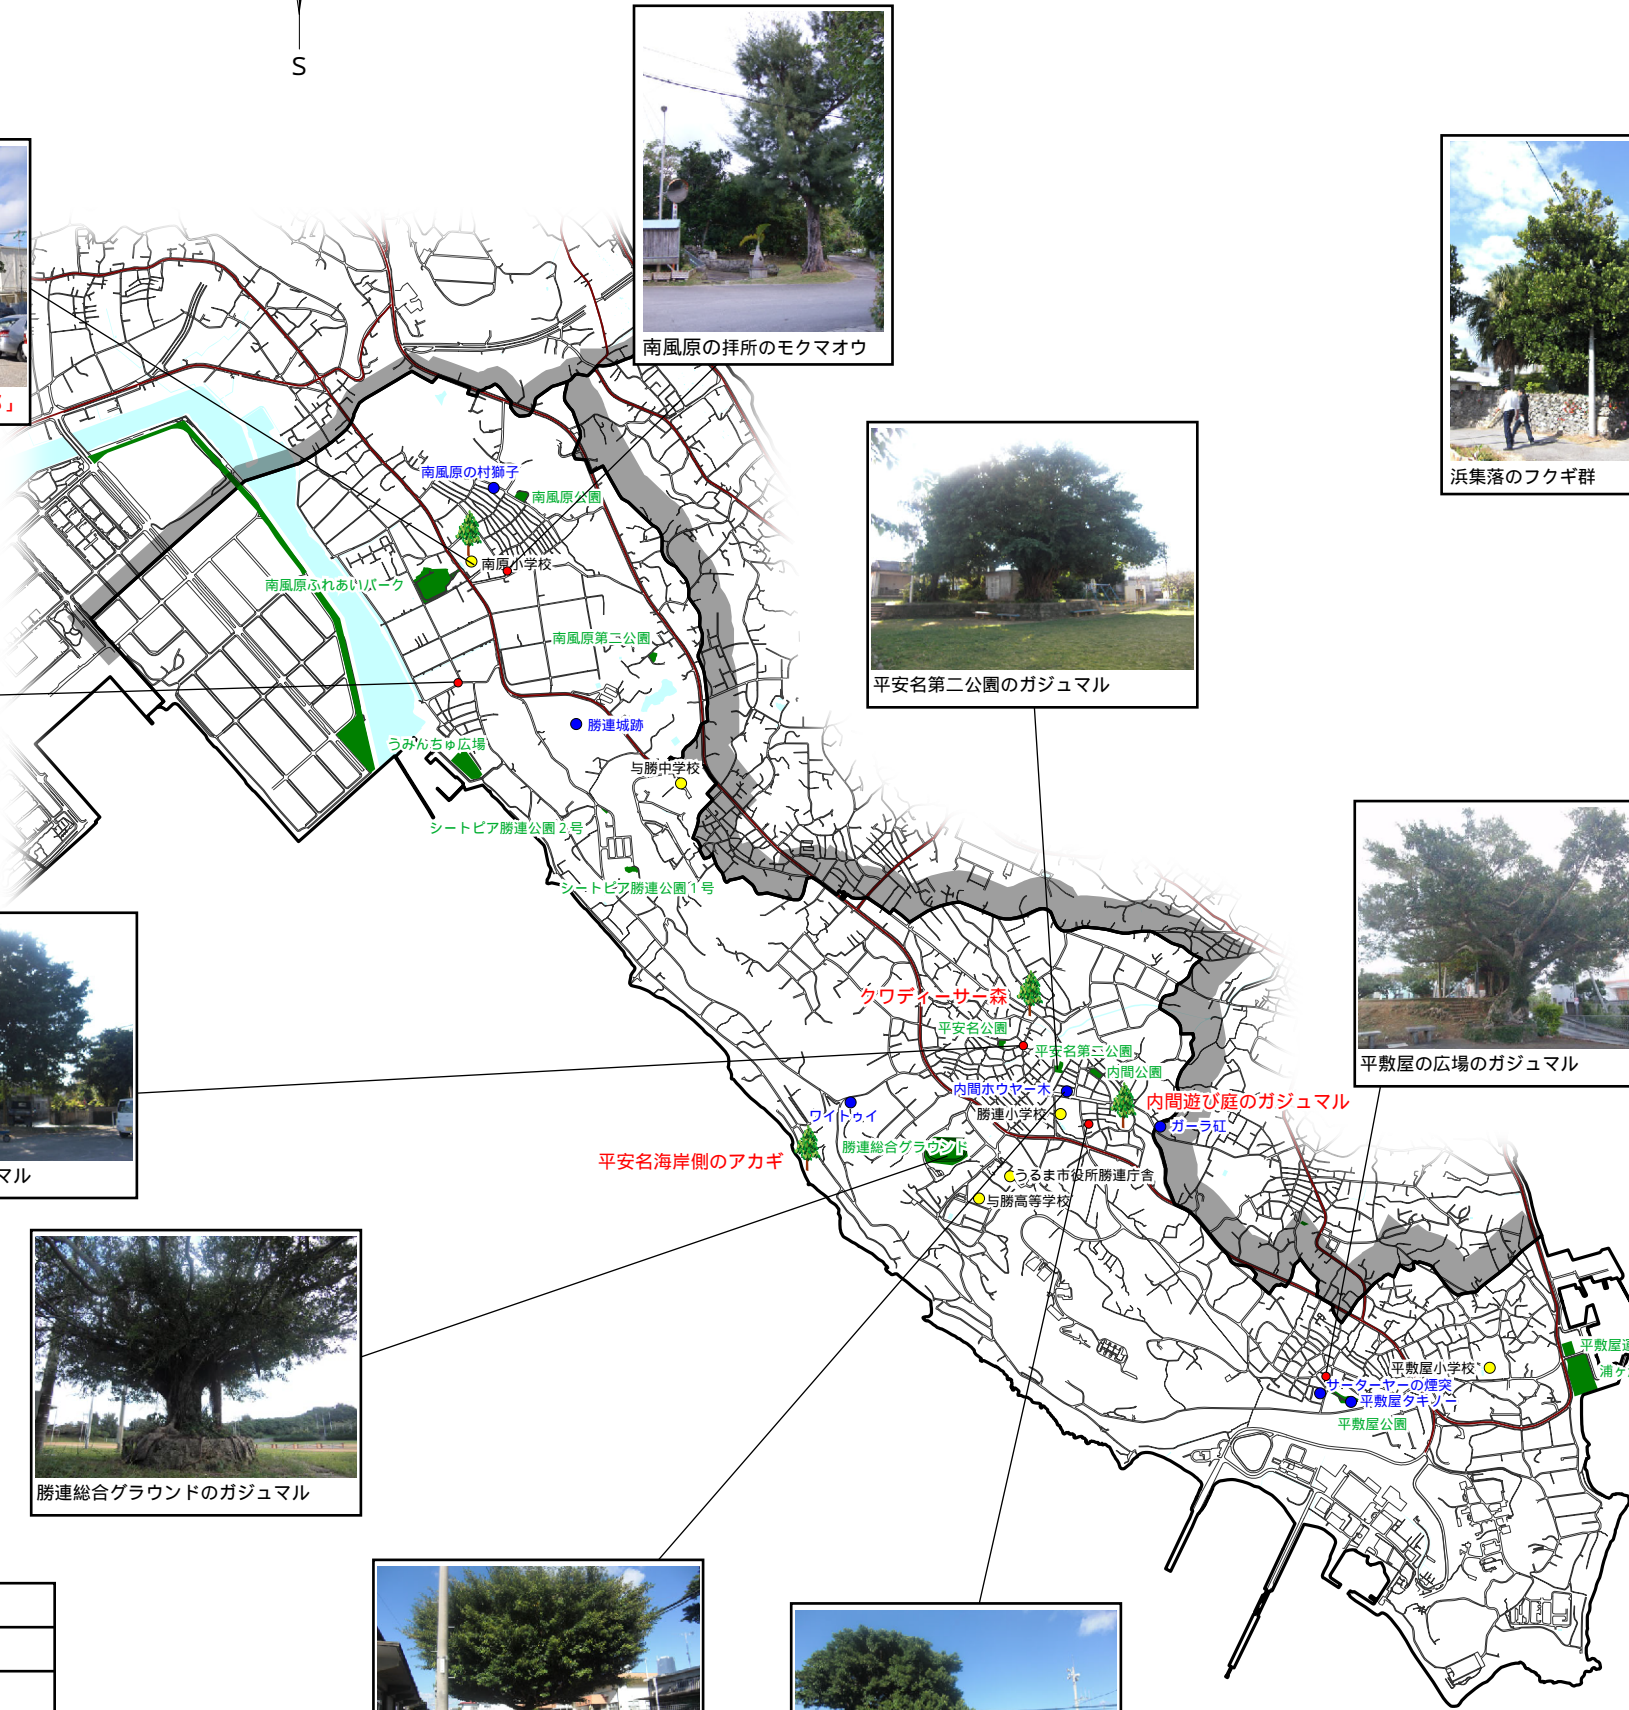 S
南風原の拝所のモクマオウ
浜集落のフクギ群
」
南風原の村獅子
南風原公園
南原小学校
南風原ふれあいパーク
南風原第二公園
平安名第二公園のガジュマル
勝連城跡
うみんちゅ広場
与勝中学校
シートピア勝連公園2号
シートピア勝連公園1号
クワディーサー森
平安名公園
平安名第二公園
内間公園
平敷屋の広場のガジュマル
内間ホウヤー木
内間遊び庭のガジュマル
ワイトゥイ
勝連小学校
ガーラ矼
勝連総合グラウンド
平安名海岸側のアカギ
うるま市役所勝連庁舎
マル
与勝高等学校
平敷屋
浦ヶ
平敷屋小学校
サーターヤーの煙突
平敷屋タキノー
平敷屋公園
勝連総合グラウンドのガジュマル